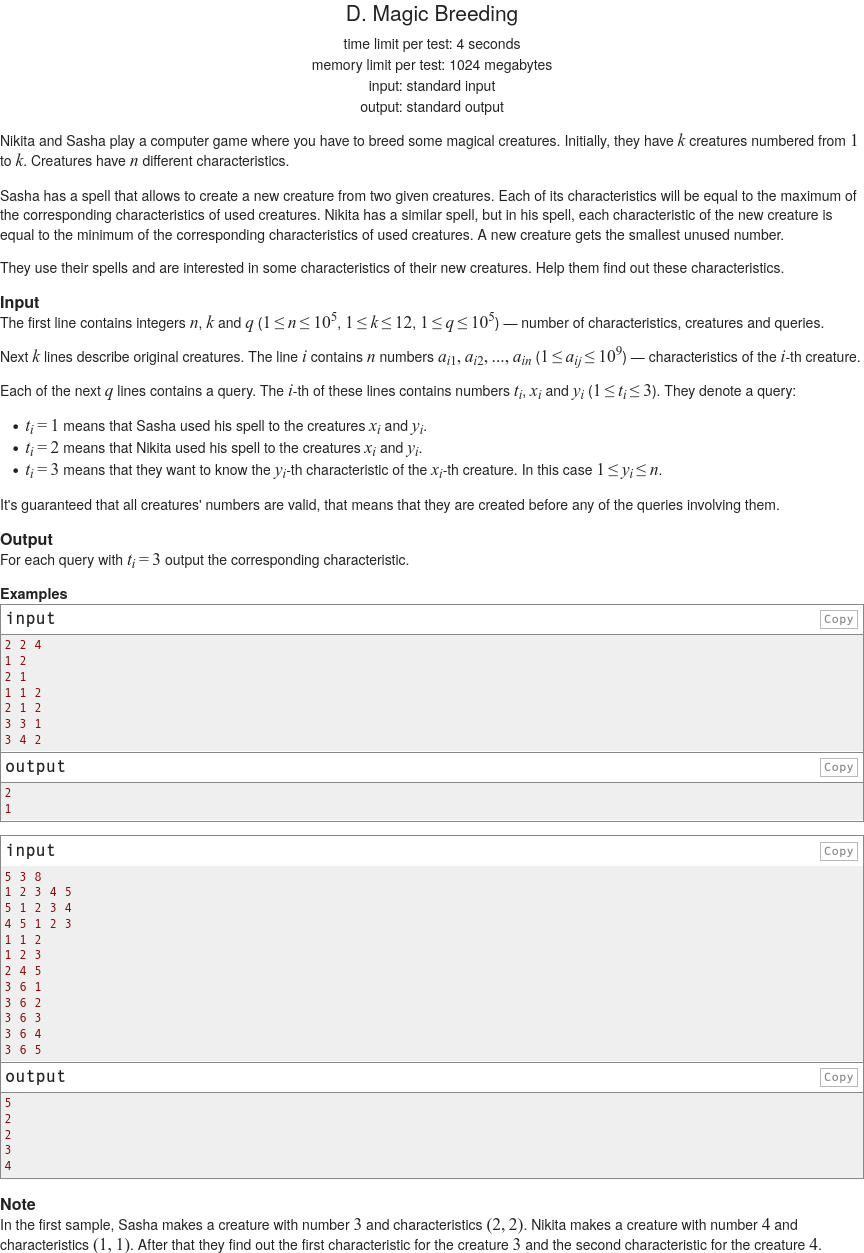 D. Magic Breeding
time limit per test: 4 seconds
memory limit per test: 1024 megabytes
input: standard input
output: standard output
Nikita and Sasha play a computer game where you have to breed some magical creatures. Initially, they have k creatures numbered from 1
to k. Creatures have n different characteristics.
Sasha has a spell that allows to create a new creature from two given creatures. Each of its characteristics will be equal to the maximum of
the corresponding characteristics of used creatures. Nikita has a similar spell, but in his spell, each characteristic of the new creature is
equal to the minimum of the corresponding characteristics of used creatures. A new creature gets the smallest unused number.
They use their spells and are interested in some characteristics of their new creatures. Help them find out these characteristics.
Input
The first line contains integers n, k and q (1 ≤ n ≤ 10^5, 1 ≤ k ≤ 12, 1 ≤ q ≤ 10^5) — number of characteristics, creatures and queries.
Next k lines describe original creatures. The line i contains n numbers a_{i1}, a_{i2}, ..., a_{in} (1 ≤ a_{ij} ≤ 10^9) — characteristics of the i-th creature.
Each of the next q lines contains a query. The i-th of these lines contains numbers t_i, x_i and y_i (1 ≤ t_i ≤ 3). They denote a query:
• t_i = 1 means that Sasha used his spell to the creatures x_i and y_i.
• t_i = 2 means that Nikita used his spell to the creatures x_i and y_i.
• t_i = 3 means that they want to know the y_i-th characteristic of the x_i-th creature. In this case 1 ≤ y_i ≤ n.
It's guaranteed that all creatures' numbers are valid, that means that they are created before any of the queries involving them.
Output
For each query with t_i = 3 output the corresponding characteristic.
Examples
input Copy
2 2 4
1 2
2 1
1 1 2
2 1 2
3 3 1
3 4 2
output Copy
2
1
input Copy
5 3 8
1 2 3 4 5
5 1 2 3 4
4 5 1 2 3
1 1 2
1 2 3
2 4 5
3 6 1
3 6 2
3 6 3
3 6 4
3 6 5
output Copy
5
2
2
3
4
Note
In the first sample, Sasha makes a creature with number 3 and characteristics (2, 2). Nikita makes a creature with number 4 and
characteristics (1, 1). After that they find out the first characteristic for the creature 3 and the second characteristic for the creature 4.